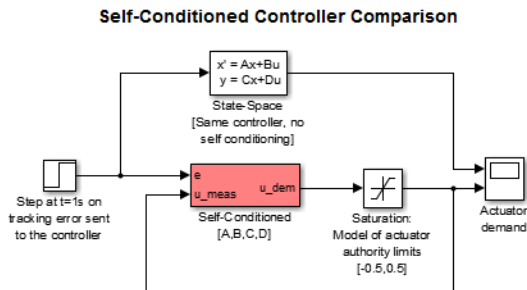 Self-Conditioned Controller Comparison
x' = Ax+Bu
y = Cx+Du
State-Space
[Same controller, no
self conditioning]
e
u_meas
u_dem
Step at t=1s on
tracking error sent
to the controller
Self-Conditioned
[A,B,C,D]
Saturation:
Model of actuator
authority limits
[-0.5,0.5]
Actuator
demand